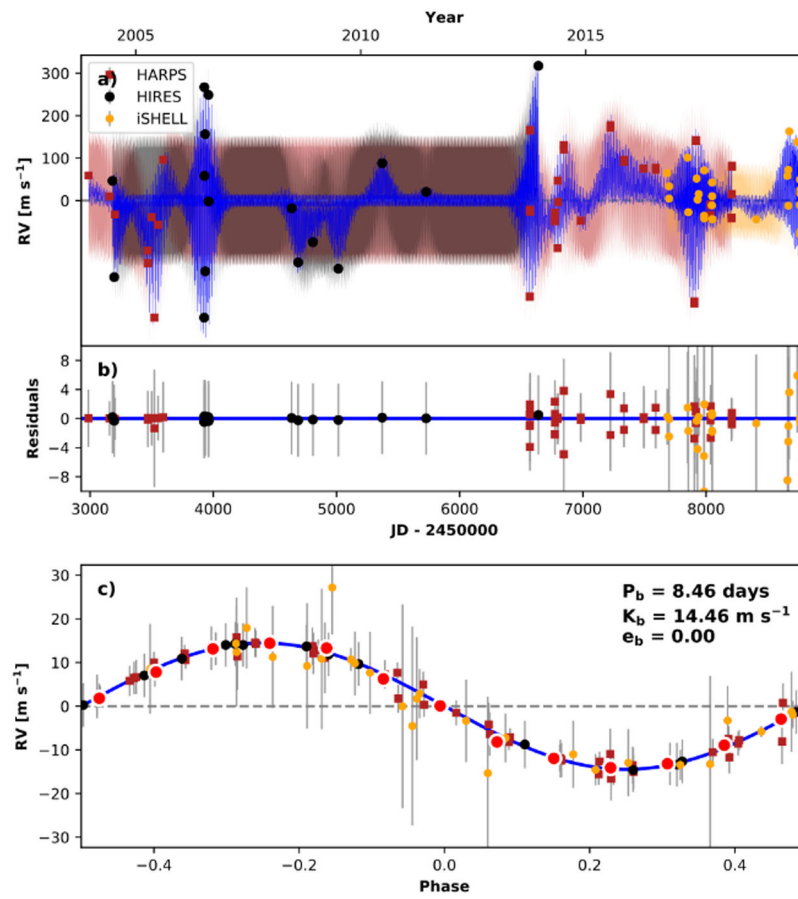 Year
2005 2010 2015
a)
HARPS
HIRES
iSHELL
RV [m s⁻¹]
300
200
100
0
b)
Residuals
8
4
0
−4
−8
3000 4000 5000 6000 7000 8000
JD - 2450000
c)
P_b = 8.46 days
K_b = 14.46 m s⁻¹
e_b = 0.00
RV [m s⁻¹]
30
20
10
0
−10
−20
−30
−0.4 −0.2 0.0 0.2 0.4
Phase